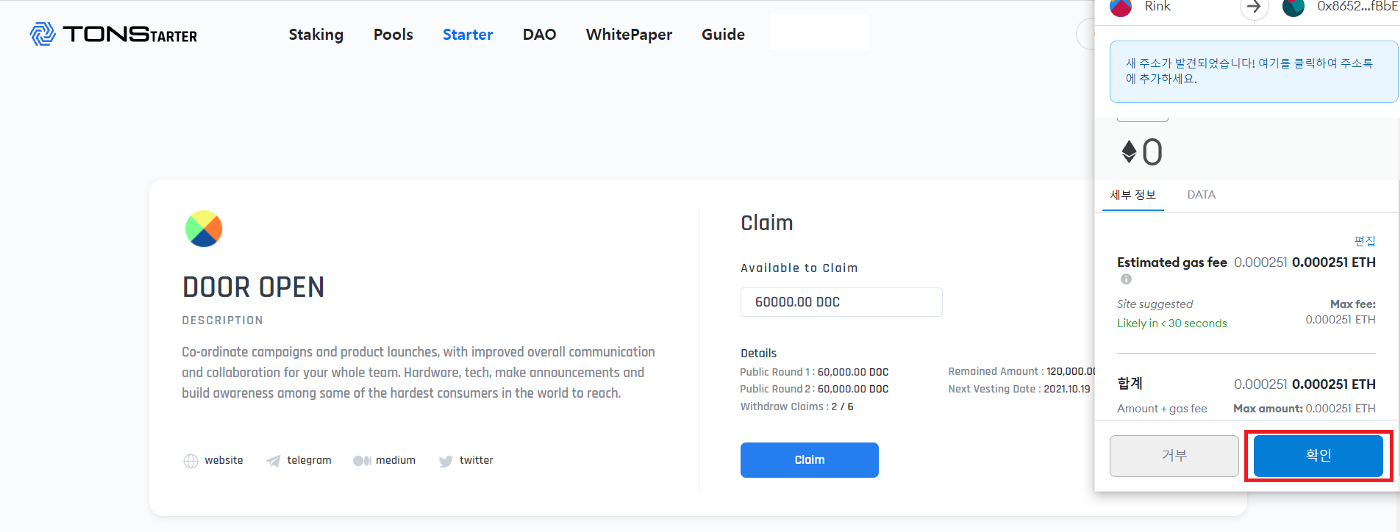 TONSTARTER Staking Pools Starter DAO WhitePaper Guide
DOOR OPEN
DESCRIPTION
Co-ordinate campaigns and product launches, with improved overall communication
and collaboration for your whole team. Hardware, tech, make announcements and
build awareness among some of the hardest consumers in the world to reach.
website telegram medium twitter
Claim
Available to Claim
60000.00 DOC
Details
Public Round 1 : 60,000.00 DOC Remained Amount : 120,000.00
Public Round 2 : 60,000.00 DOC Next Vesting Date : 2021.10.19
Withdraw Claims : 2 / 6
Claim
Rink 0x8652...fBbE
새 주소가 발견되었습니다! 여기를 클릭하여 주소록
에 추가하세요.
0
세부 정보 DATA
편집
Estimated gas fee 0.000251 0.000251 ETH
Site suggested Max fee:
Likely in < 30 seconds 0.000251 ETH
합계 0.000251 0.000251 ETH
Amount + gas fee Max amount: 0.000251 ETH
거부 확인